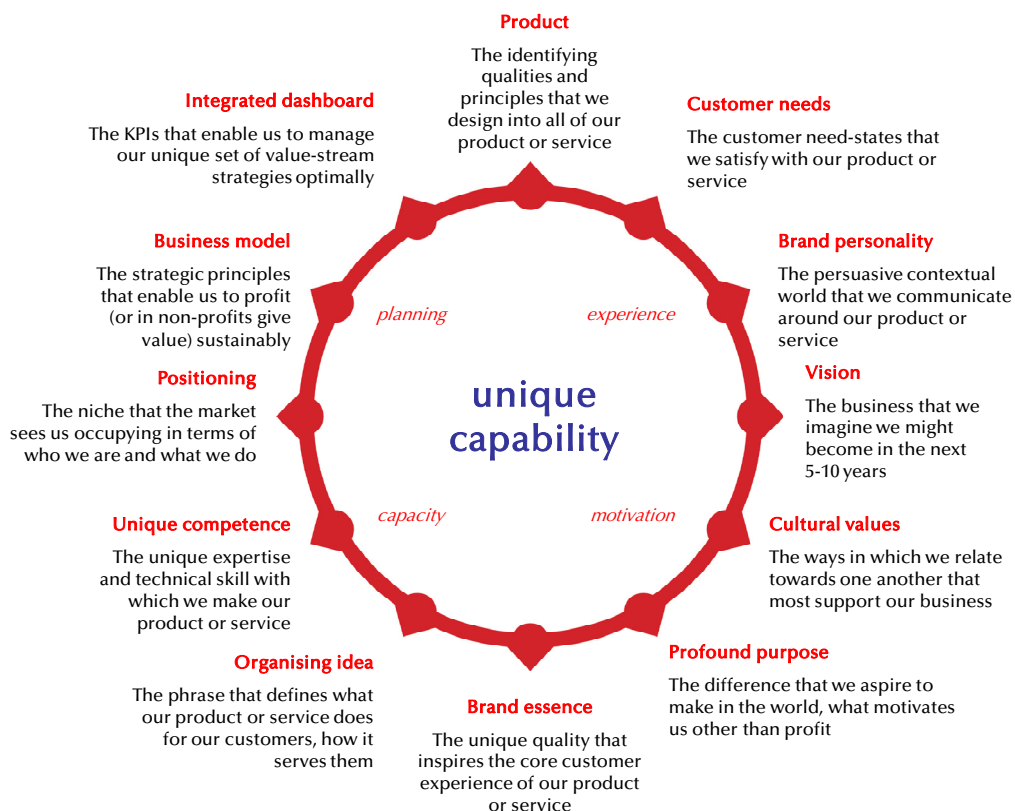 Product
The identifying
qualities and
principles that we
design into all of our
product or service
Customer needs
The customer need-states that
we satisfy with our product or
service
Brand personality
The persuasive contextual
world that we communicate
around our product or
service
Vision
The business that we
imagine we might
become in the next
5-10 years
Cultural values
The ways in which we relate
towards one another that
most support our business
Profound purpose
The difference that we aspire to
make in the world, what motivates
us other than profit
Brand essence
The unique quality that
inspires the core customer
experience of our product
or service
Organising idea
The phrase that defines what
our product or service does
for our customers, how it
serves them
Unique competence
The unique expertise
and technical skill with
which we make our
product or service
Positioning
The niche that the market
sees us occupying in terms of
who we are and what we do
Business model
The strategic principles
that enable us to profit
(or in non-profits give
value) sustainably
Integrated dashboard
The KPIs that enable us to manage
our unique set of value-stream
strategies optimally
planning
experience
unique
capability
capacity
motivation